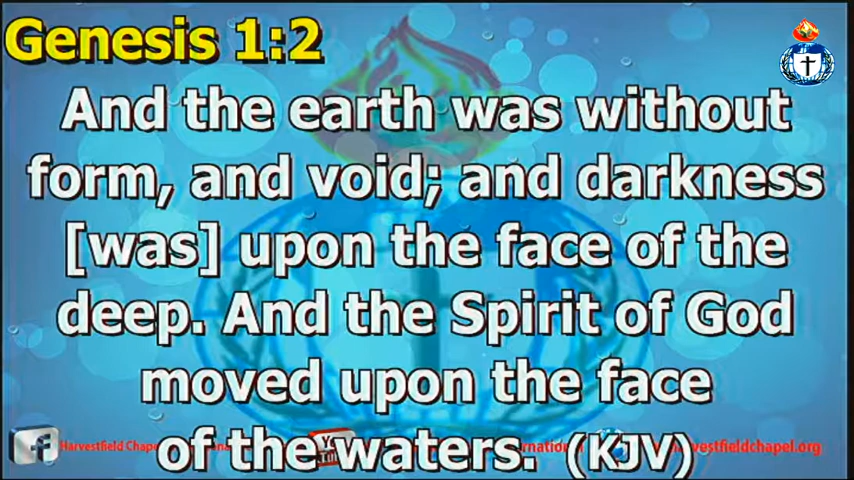 Genesis 1:2
And the earth was without
form, and void; and darkness
[was] upon the face of the
deep. And the Spirit of God
moved upon the face
of the waters. (KJV)
Harvestfield